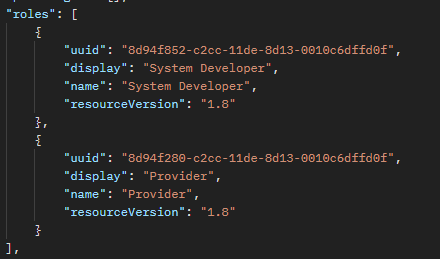 "roles": [
{
"uuid": "8d94f852-c2cc-11de-8d13-0010c6dffd0f",
"display": "System Developer",
"name": "System Developer",
"resourceVersion": "1.8"
},
{
"uuid": "8d94f280-c2cc-11de-8d13-0010c6dffd0f",
"display": "Provider",
"name": "Provider",
"resourceVersion": "1.8"
}
],